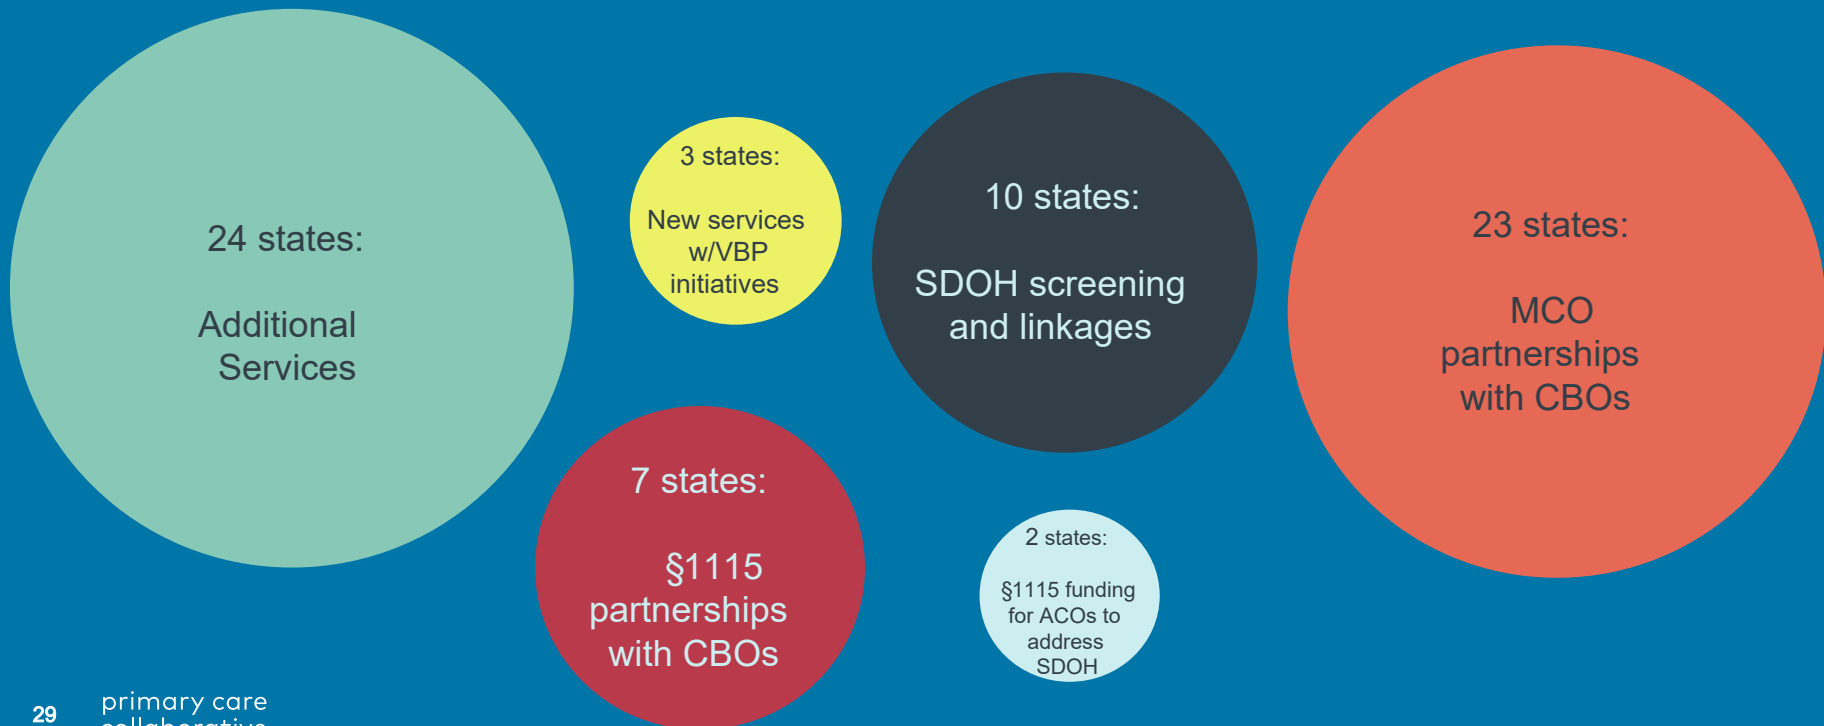 24 states:
Additional
Services
3 states:
New services
w/VBP
initiatives
10 states:
SDOH screening
and linkages
23 states:
MCO
partnerships
with CBOs
7 states:
§1115
partnerships
with CBOs
2 states:
§1115 funding
for ACOs to
address
SDOH
29
primary care
collaborative